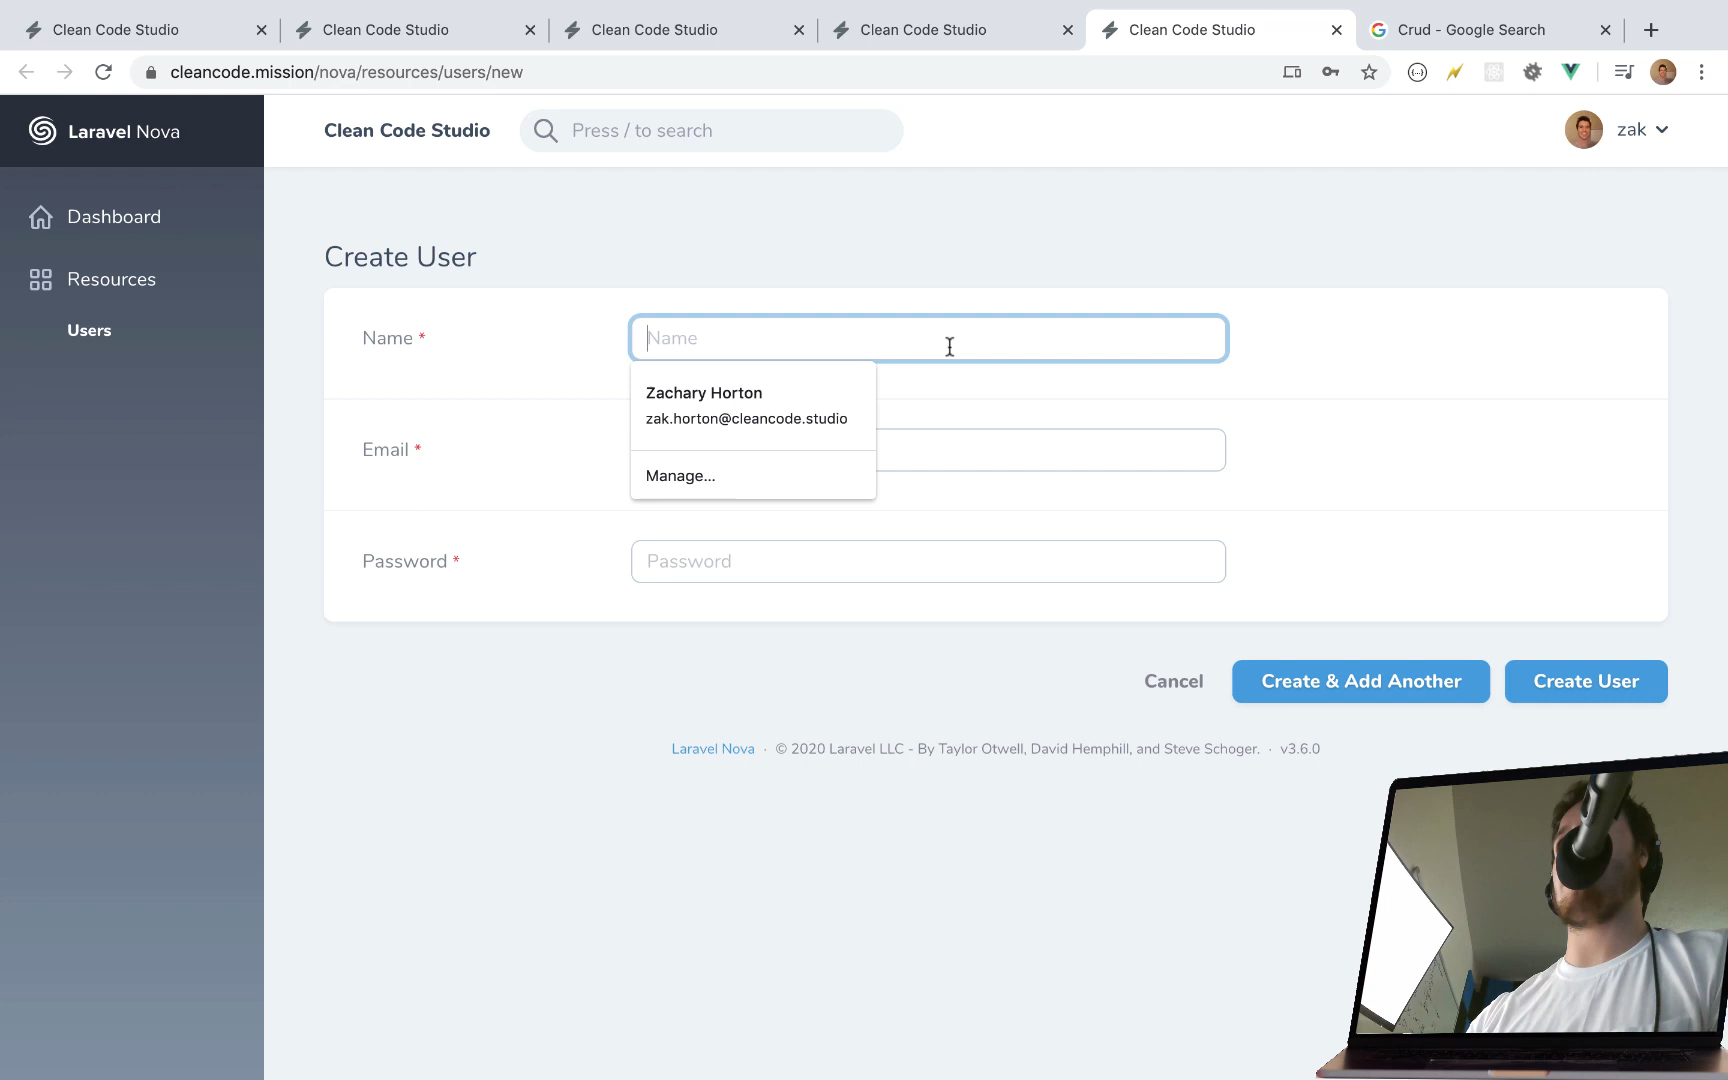 Clean Code Studio
Clean Code Studio
Clean Code Studio
Clean Code Studio
Clean Code Studio
Crud - Google Search
cleancode.mission/nova/resources/users/new
Laravel Nova
Clean Code Studio
Press / to search
zak
Dashboard
Resources
Users
Create User
Name *
Name
Zachary Horton
zak.horton@cleancode.studio
Manage...
Email *
Password *
Password
Cancel
Create & Add Another
Create User
Laravel Nova · © 2020 Laravel LLC - By Taylor Otwell, David Hemphill, and Steve Schoger. · v3.6.0